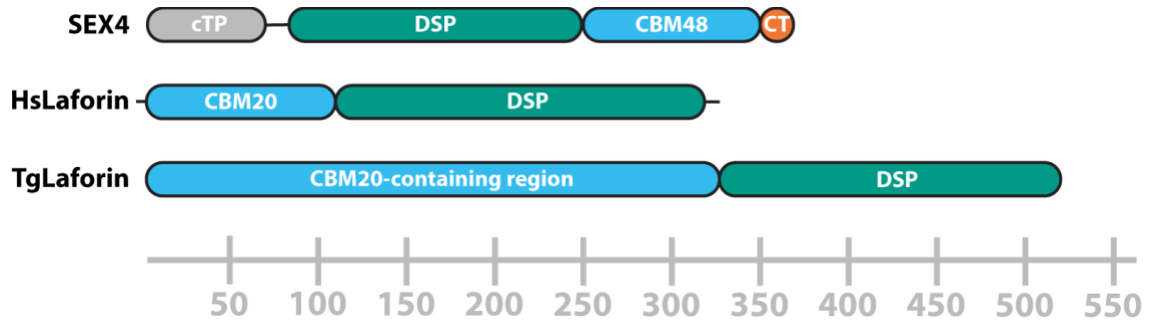 SEX4 cTP DSP CBM48 CT
HsLaforin CBM20 DSP
TgLaforin CBM20-containing region DSP
50 100 150 200 250 300 350 400 450 500 550